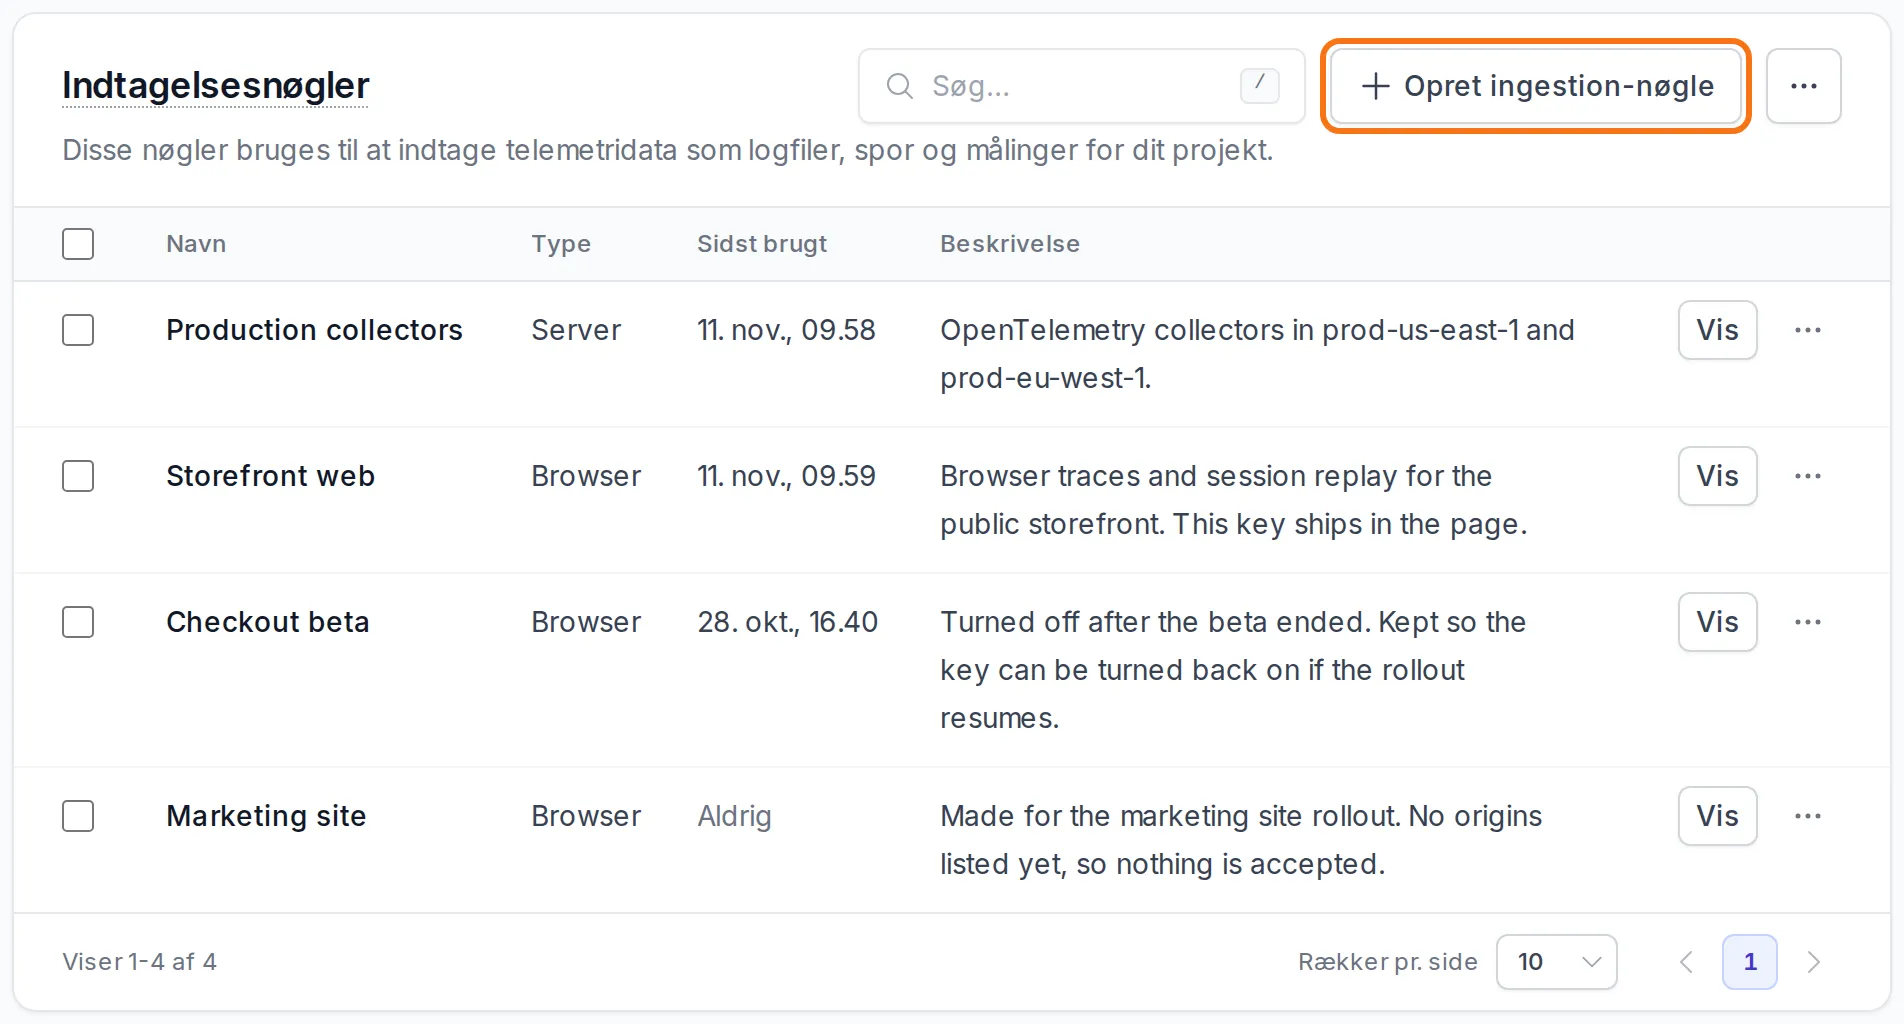 Indtagelsesnøgler
Søg...
/
Opret ingestion-nøgle
Disse nøgler bruges til at indtage telemetridata som logfiler, spor og målinger for dit projekt.
Navn
Type
Sidst brugt
Beskrivelse
Production collectors
Server
11. nov., 09.58
OpenTelemetry collectors in prod-us-east-1 and
prod-eu-west-1.
Vis
Storefront web
Browser
11. nov., 09.59
Browser traces and session replay for the
public storefront. This key ships in the page.
Vis
Checkout beta
Browser
28. okt., 16.40
Turned off after the beta ended. Kept so the
key can be turned back on if the rollout
resumes.
Vis
Marketing site
Browser
Aldrig
Made for the marketing site rollout. No origins
listed yet, so nothing is accepted.
Vis
Viser 1-4 af 4
Rækker pr. side
10
1